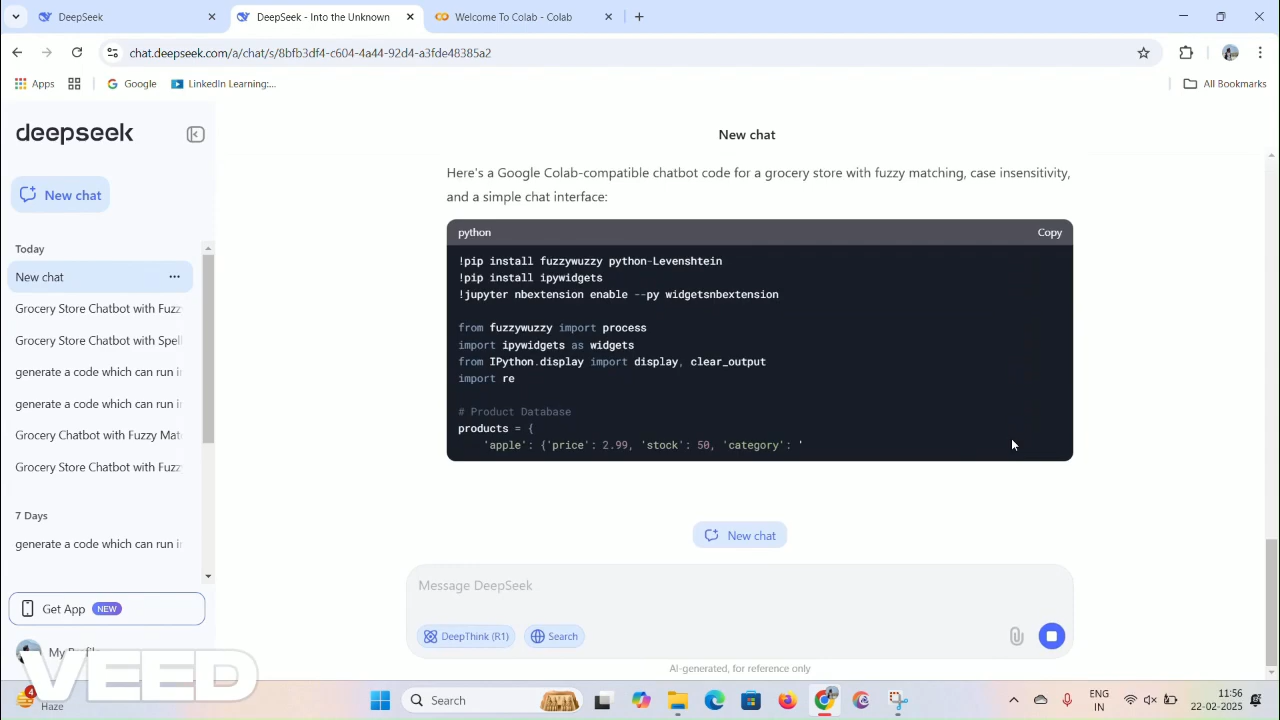 DeepSeek
DeepSeek - Into the Unknown
Welcome To Colab - Colab
chat.deepseek.com/a/chat/s/8bfb3df4-c604-4a44-92d4-a3fde48385a2
Apps
Google
LinkedIn Learning:...
All Bookmarks
deepseek
New chat
Today
New chat
Grocery Store Chatbot with Fuzz
Grocery Store Chatbot with Spel
generate a code which can run i
generate a code which can run i
Grocery Chatbot with Fuzzy Mat
Grocery Store Chatbot with Fuzz
7 Days
generate a code which can run i
Get App NEW
My Profile
New chat
Here's a Google Colab-compatible chatbot code for a grocery store with fuzzy matching, case insensitivity,
and a simple chat interface:
python
Copy
!pip install fuzzywuzzy python-Levenshtein
!pip install ipywidgets
!jupyter nbextension enable --py widgetsnbextension
from fuzzywuzzy import process
import ipywidgets as widgets
from IPython.display import display, clear_output
import re
# Product Database
products = {
'apple': {'price': 2.99, 'stock': 50, 'category': '
New chat
Message DeepSeek
DeepThink (R1)
Search
AI-generated, for reference only
VEED
4
Haze
Search
ENG
IN
11:56
22-02-2025